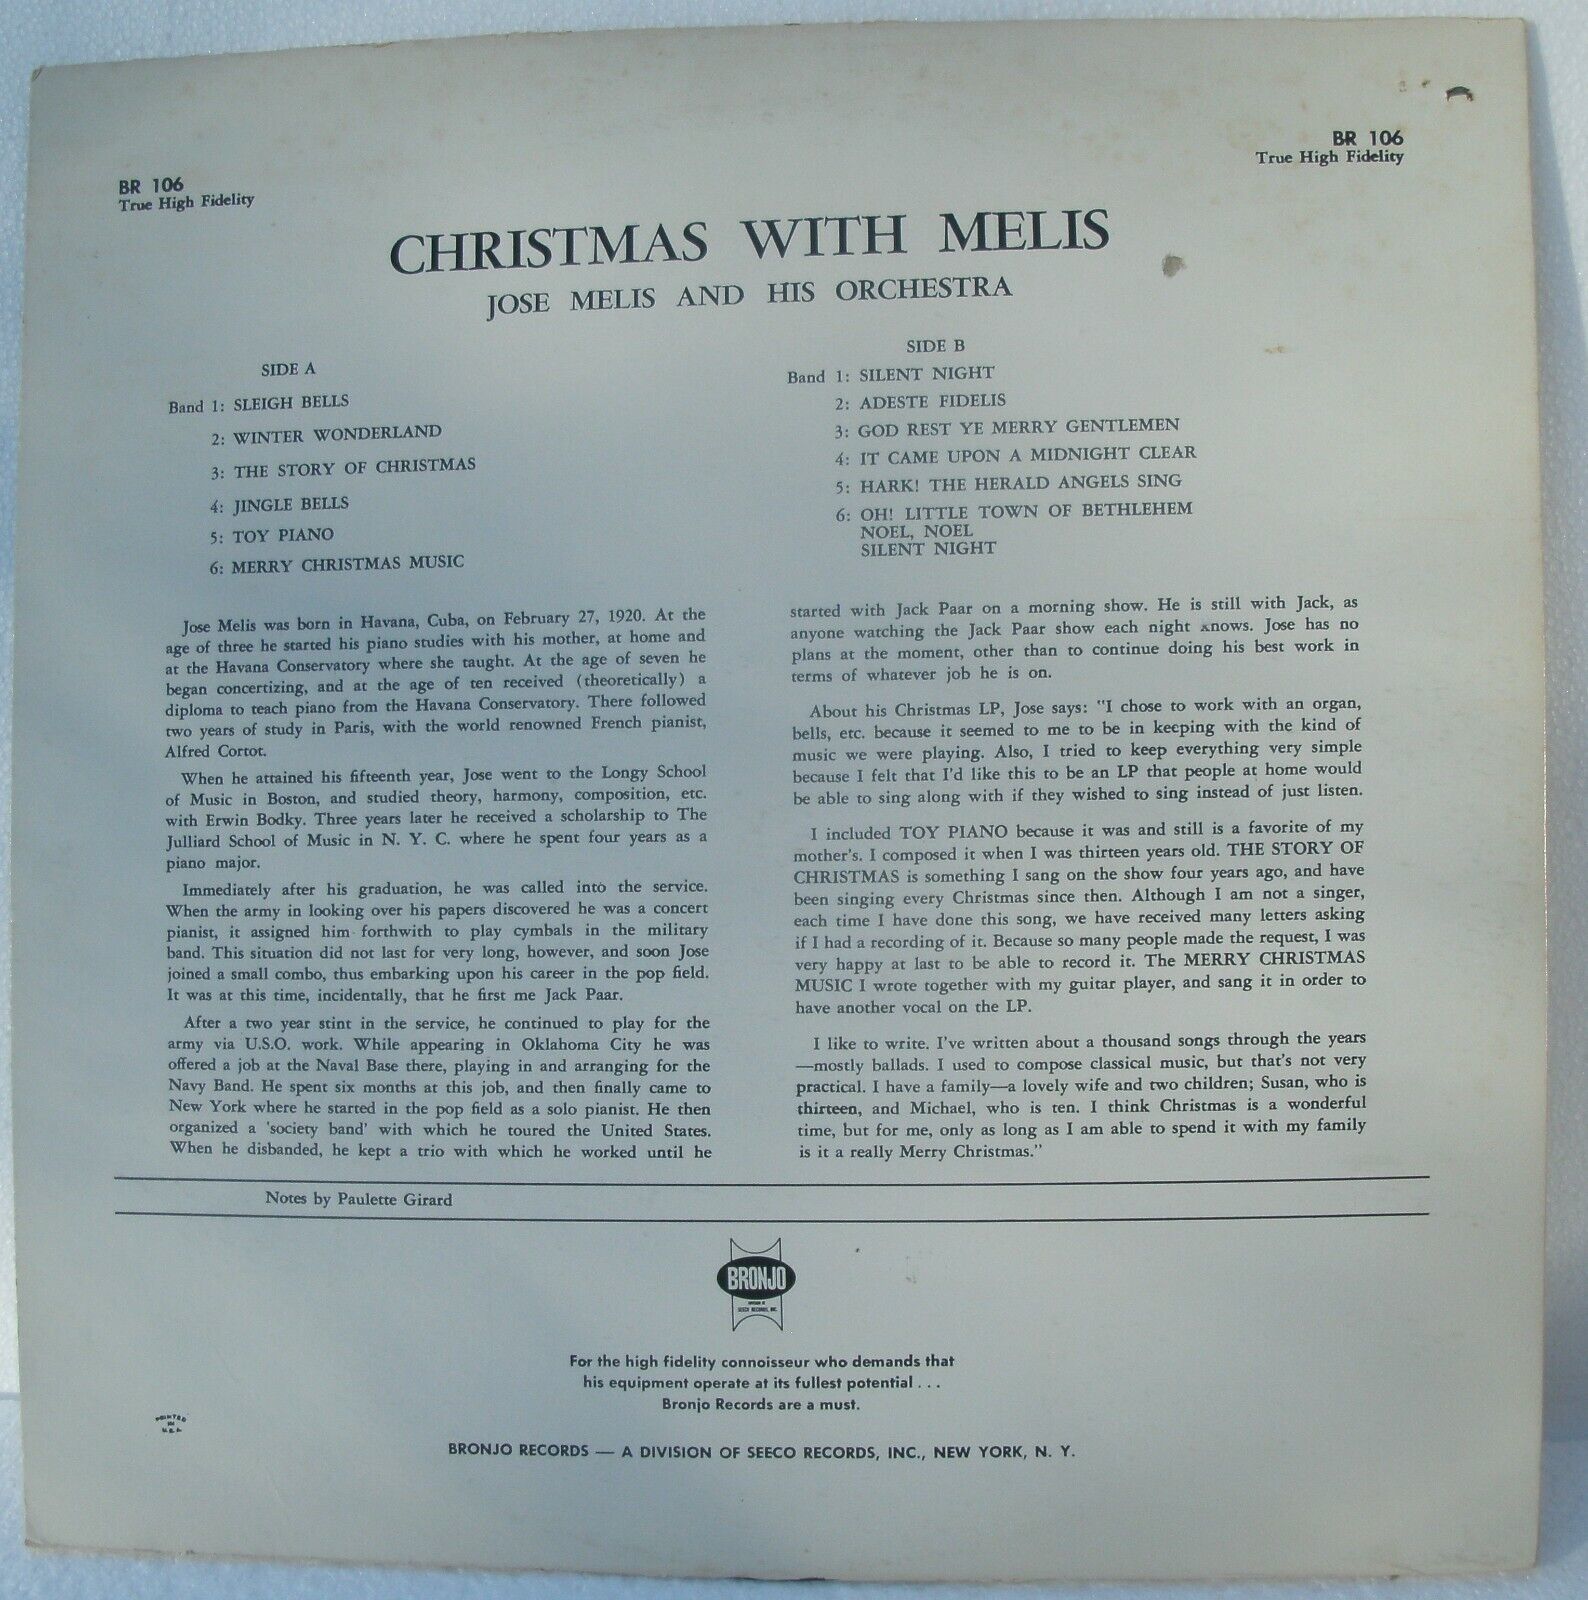 BR 106
True High Fidelity
BR 106
True High Fidelity
CHRISTMAS WITH MELIS
JOSE MELIS AND HIS ORCHESTRA
SIDE A
Band 1: SLEIGH BELLS
2: WINTER WONDERLAND
3: THE STORY OF CHRISTMAS
4: JINGLE BELLS
5: TOY PIANO
6: MERRY CHRISTMAS MUSIC
SIDE B
Band 1: SILENT NIGHT
2: ADESTE FIDELIS
3: GOD REST YE MERRY GENTLEMEN
4: IT CAME UPON A MIDNIGHT CLEAR
5: HARK! THE HERALD ANGELS SING
6: OH! LITTLE TOWN OF BETHLEHEM
NOEL, NOEL
SILENT NIGHT
Jose Melis was born in Havana, Cuba, on February 27, 1920. At the
age of three he started his piano studies with his mother, at home and
at the Havana Conservatory where she taught. At the age of seven he
began concertizing, and at the age of ten received (theoretically) a
diploma to teach piano from the Havana Conservatory. There followed
two years of study in Paris, with the world renowned French pianist,
Alfred Cortot.
When he attained his fifteenth year, Jose went to the Longy School
of Music in Boston, and studied theory, harmony, composition, etc.
with Erwin Bodky. Three years later he received a scholarship to The
Julliard School of Music in N. Y. C. where he spent four years as a
piano major.
Immediately after his graduation, he was called into the service.
When the army in looking over his papers discovered he was a concert
pianist, it assigned him forthwith to play cymbals in the military
band. This situation did not last for very long, however, and soon Jose
joined a small combo, thus embarking upon his career in the pop field.
It was at this time, incidentally, that he first me Jack Paar.
After a two year stint in the service, he continued to play for the
army via U.S.O. work. While appearing in Oklahoma City he was
offered a job at the Naval Base there, playing in and arranging for the
Navy Band. He spent six months at this job, and then finally came to
New York where he started in the pop field as a solo pianist. He then
organized a 'society band' with which he toured the United States.
When he disbanded, he kept a trio with which he worked until he
started with Jack Paar on a morning show. He is still with Jack, as
anyone watching the Jack Paar show each night knows. Jose has no
plans at the moment, other than to continue doing his best work in
terms of whatever job he is on.
About his Christmas LP, Jose says: "I chose to work with an organ,
bells, etc. because it seemed to me to be in keeping with the kind of
music we were playing. Also, I tried to keep everything very simple
because I felt that I'd like this to be an LP that people at home would
be able to sing along with if they wished to sing instead of just listen.
I included TOY PIANO because it was and still is a favorite of my
mother's. I composed it when I was thirteen years old. THE STORY OF
CHRISTMAS is something I sang on the show four years ago, and have
been singing every Christmas since then. Although I am not a singer,
each time I have done this song, we have received many letters asking
if I had a recording of it. Because so many people made the request, I was
very happy at last to be able to record it. The MERRY CHRISTMAS
MUSIC I wrote together with my guitar player, and sang it in order to
have another vocal on the LP.
I like to write. I've written about a thousand songs through the years
—mostly ballads. I used to compose classical music, but that's not very
practical. I have a family—a lovely wife and two children; Susan, who is
thirteen, and Michael, who is ten. I think Christmas is a wonderful
time, but for me, only as long as I am able to spend it with my family
is it a really Merry Christmas."
Notes by Paulette Girard
BRONJO
DIVISION OF
SEECO RECORDS, INC.
For the high fidelity connoisseur who demands that
his equipment operate at its fullest potential . . .
Bronjo Records are a must.
PRINTED
IN
U.S.A.
BRONJO RECORDS — A DIVISION OF SEECO RECORDS, INC., NEW YORK, N. Y.